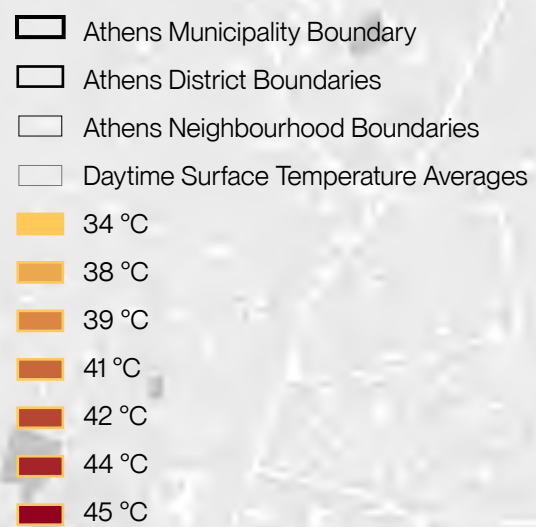 Athens Municipality Boundary
Athens District Boundaries
Athens Neighbourhood Boundaries
Daytime Surface Temperature Averages
34 °C
38 °C
39 °C
41 °C
42 °C
44 °C
45 °C